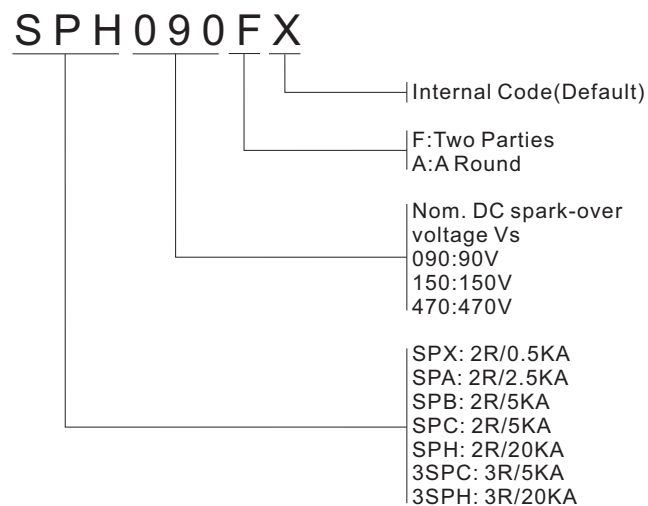 SPH090FX
Internal Code(Default)
F:Two Parties
A:A Round
Nom. DC spark-over
voltage Vs
090:90V
150:150V
470:470V
SPX: 2R/0.5KA
SPA: 2R/2.5KA
SPB: 2R/5KA
SPC: 2R/5KA
SPH: 2R/20KA
3SPC: 3R/5KA
3SPH: 3R/20KA